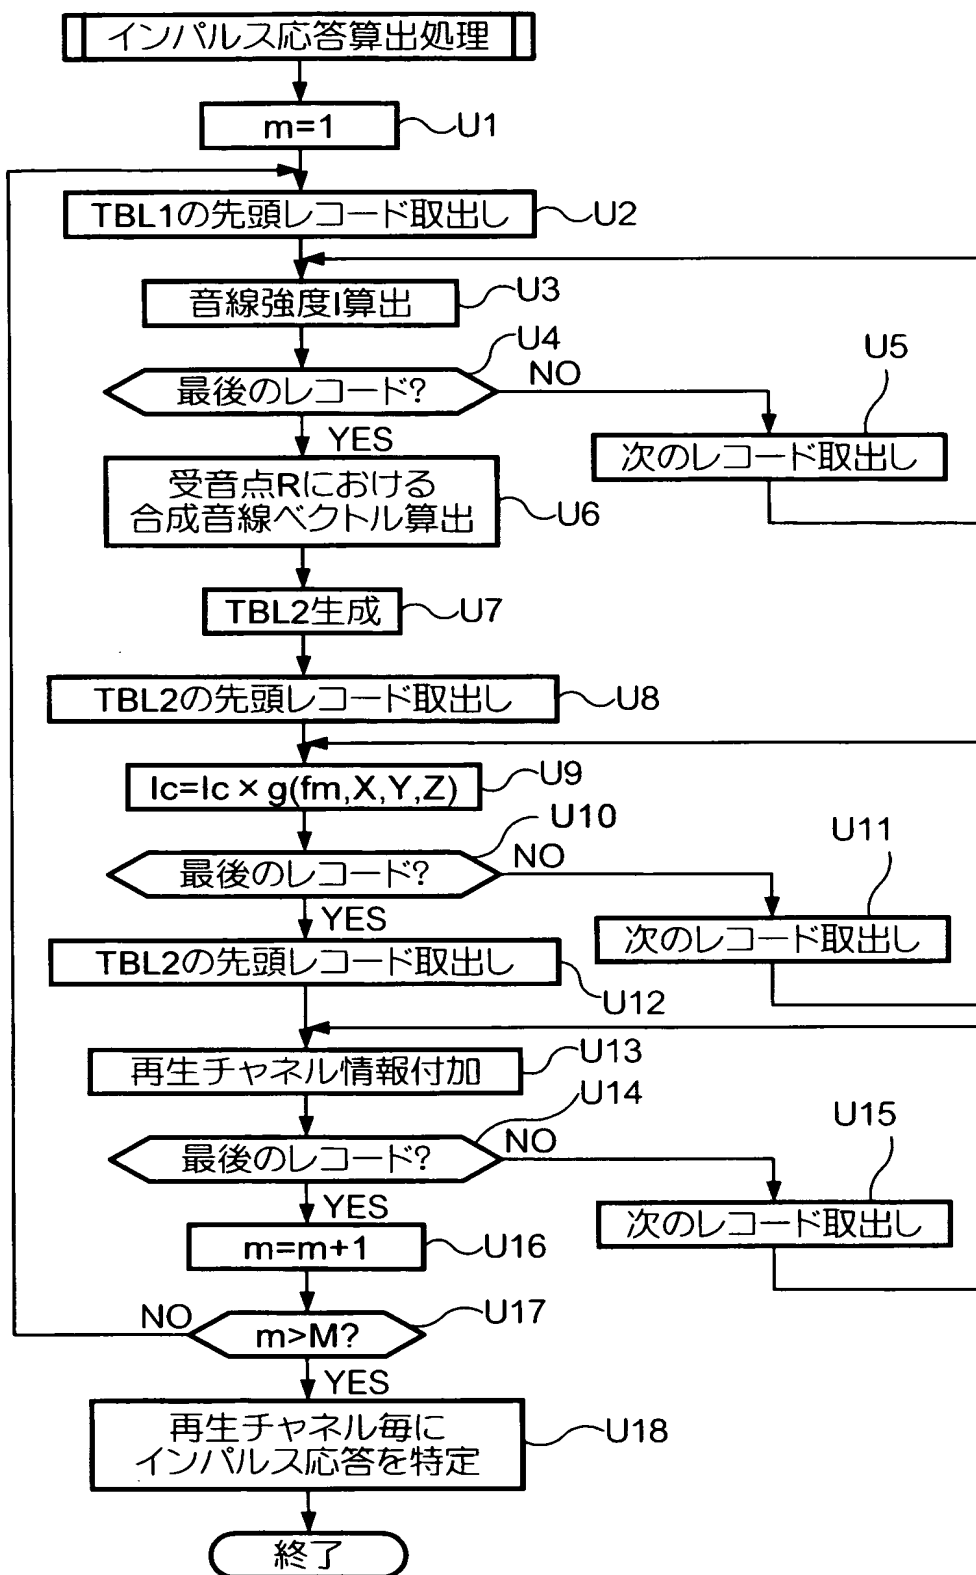 インパルス応答算出処理
m=1
U1
TBL1の先頭レコード取出し
U2
音線強度I算出
U3
U4
最後のレコード?
NO
U5
次のレコード取出し
YES
受音点Rにおける
合成音線ベクトル算出
U6
TBL2生成
U7
TBL2の先頭レコード取出し
U8
Ic=Ic×g(fm,X,Y,Z)
U9
U10
最後のレコード?
NO
U11
次のレコード取出し
YES
TBL2の先頭レコード取出し
U12
再生チャネル情報付加
U13
U14
最後のレコード?
NO
U15
次のレコード取出し
YES
m=m+1
U16
NO
m>M?
U17
YES
再生チャネル毎に
インパルス応答を特定
U18
終了